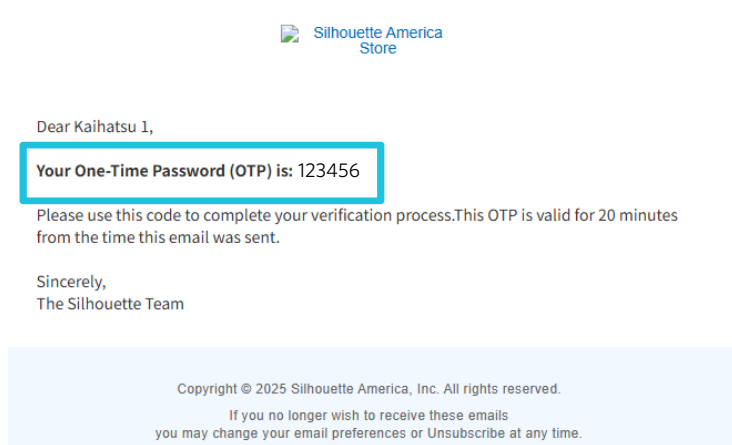 Silhouette America
Store
Dear Kaihatsu 1,
Your One-Time Password (OTP) is: 123456
Please use this code to complete your verification process.This OTP is valid for 20 minutes
from the time this email was sent.
Sincerely,
The Silhouette Team
Copyright © 2025 Silhouette America, Inc. All rights reserved.
If you no longer wish to receive these emails
you may change your email preferences or Unsubscribe at any time.